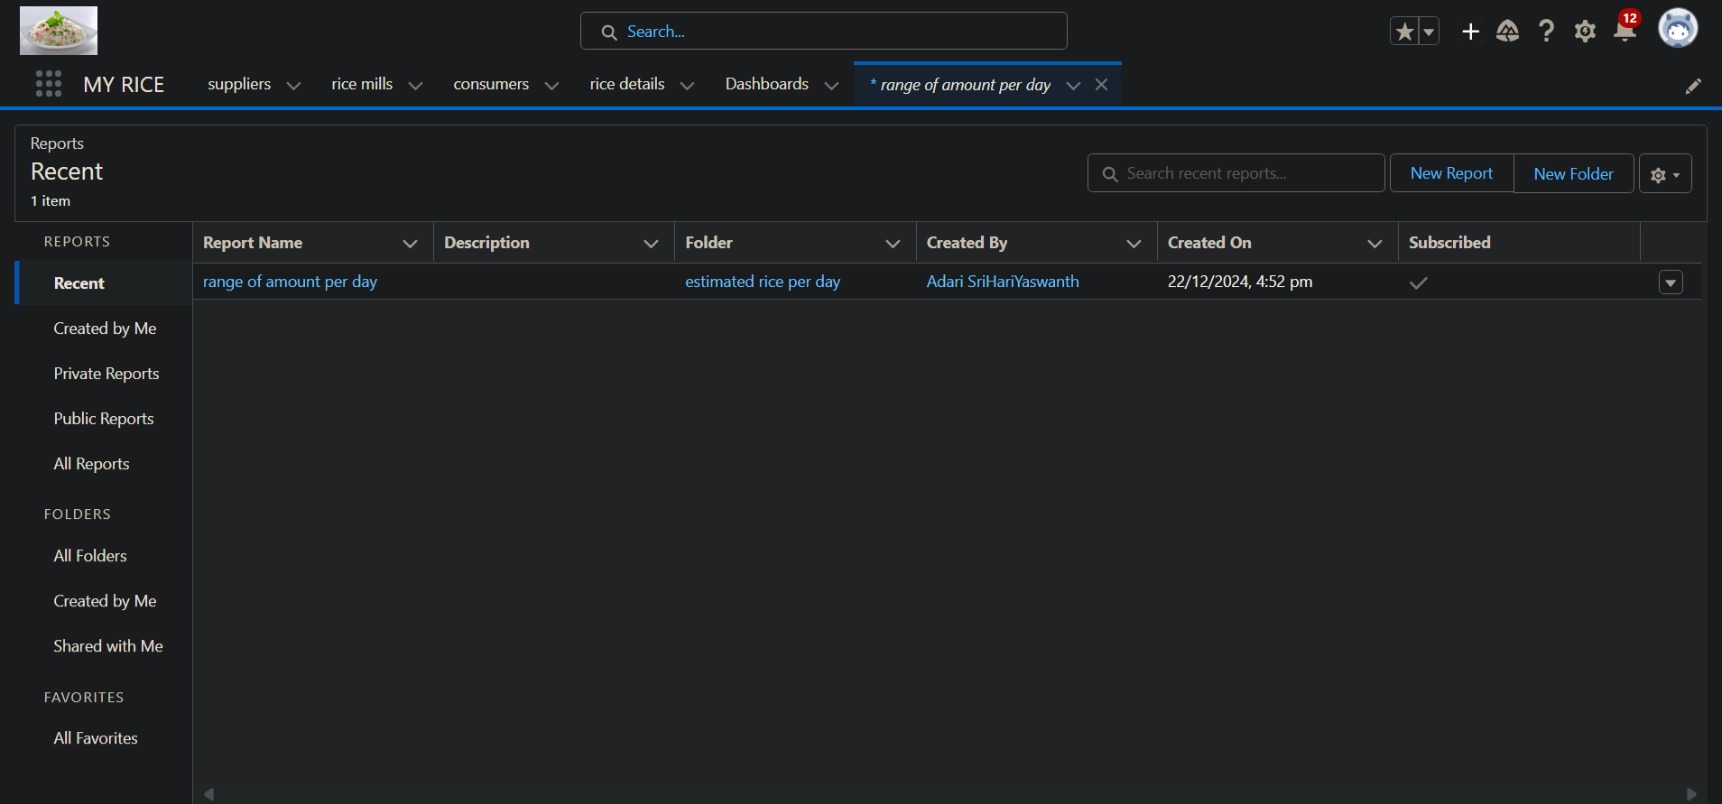 Search...
12
MY RICE
suppliers
rice mills
consumers
rice details
Dashboards
* range of amount per day
Reports
Recent
1 item
Search recent reports...
New Report
New Folder
REPORTS
Report Name
Description
Folder
Created By
Created On
Subscribed
Recent
range of amount per day
estimated rice per day
Adari SriHariYaswanth
22/12/2024, 4:52 pm
Created by Me
Private Reports
Public Reports
All Reports
FOLDERS
All Folders
Created by Me
Shared with Me
FAVORITES
All Favorites